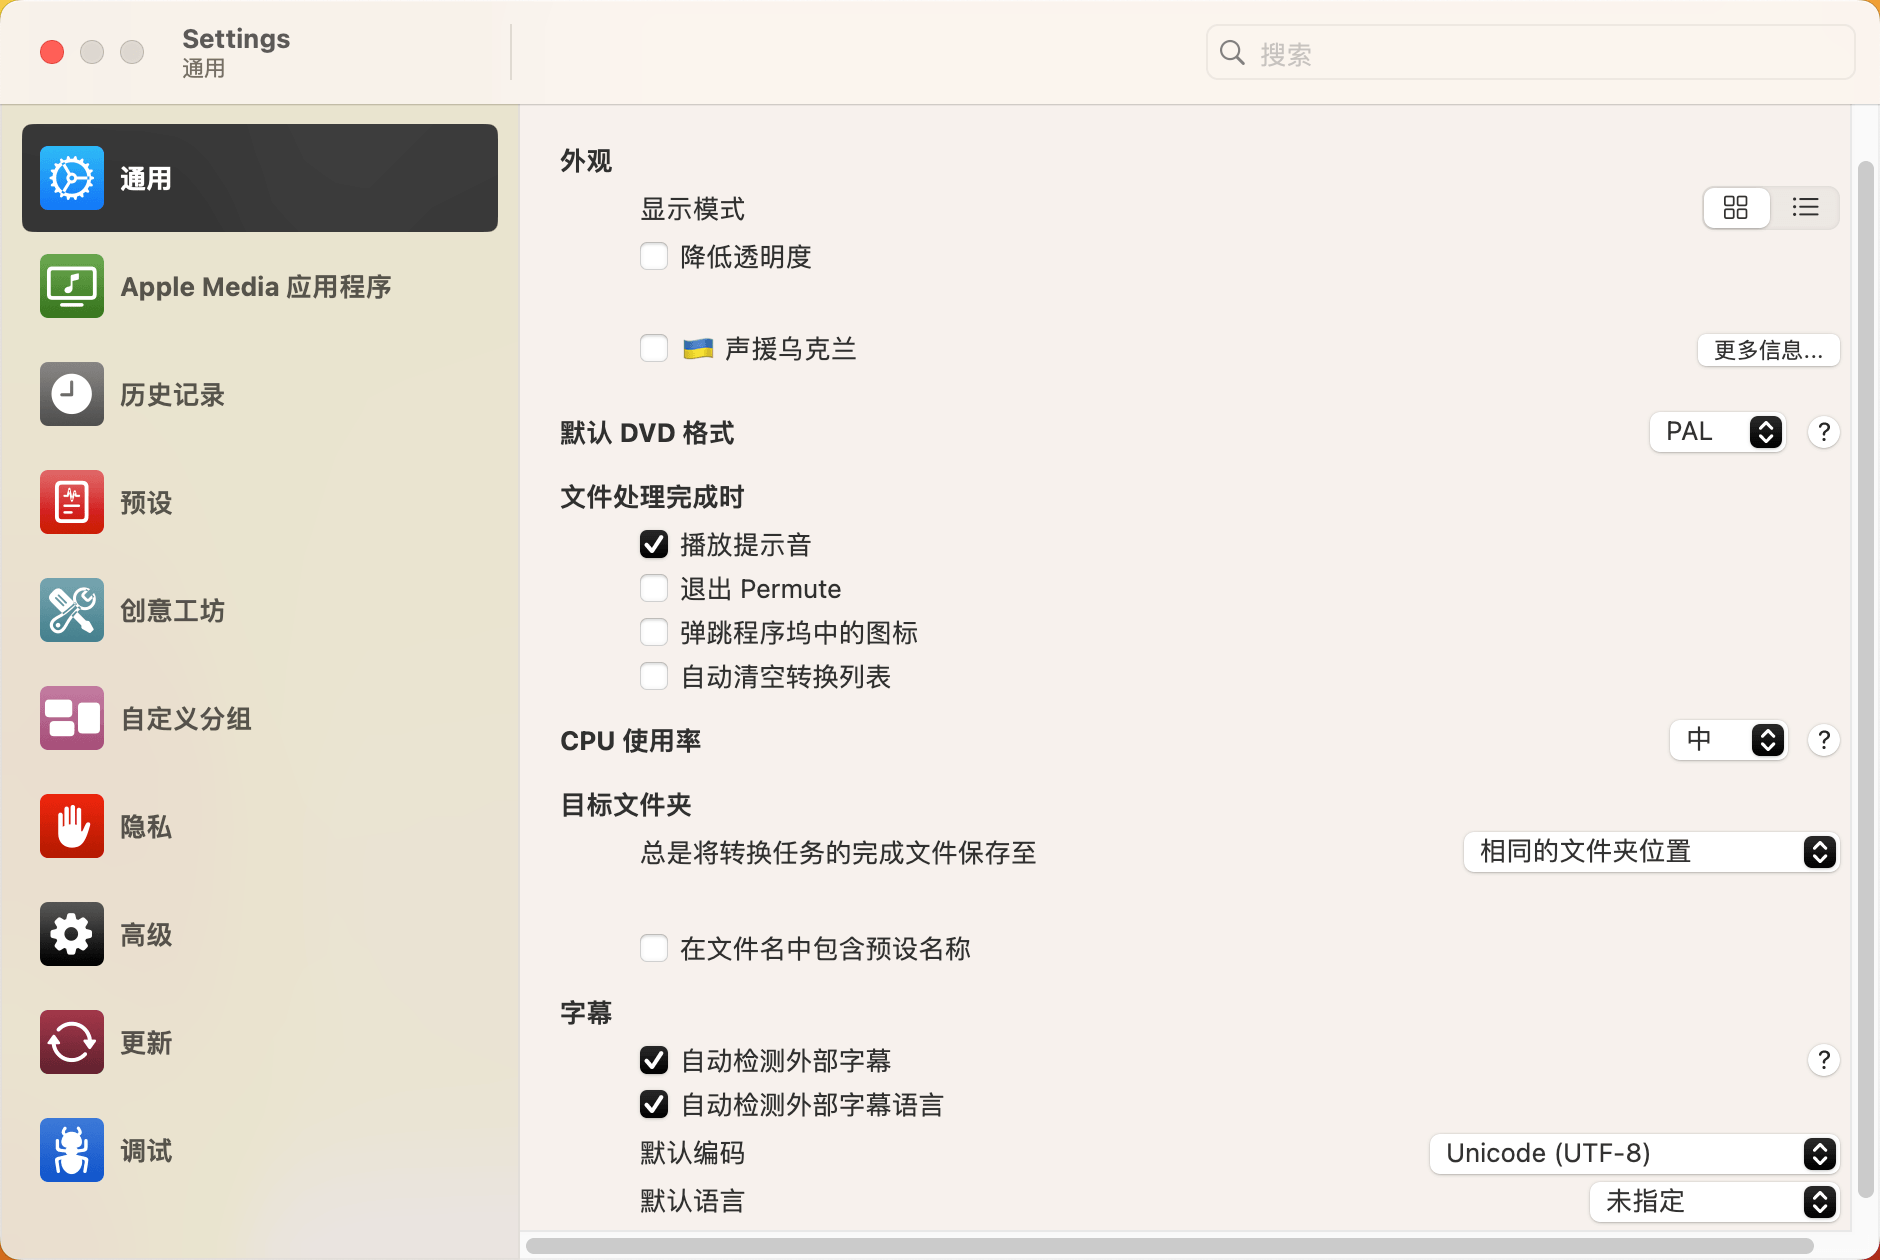 Settings
通用
搜索
通用
Apple Media 应用程序
历史记录
预设
创意工坊
自定义分组
隐私
高级
更新
调试
外观
显示模式
降低透明度
🇺🇦 声援乌克兰
更多信息...
默认 DVD 格式
PAL
?
文件处理完成时
播放提示音
退出 Permute
弹跳程序坞中的图标
自动清空转换列表
CPU 使用率
中
?
目标文件夹
总是将转换任务的完成文件保存至
相同的文件夹位置
在文件名中包含预设名称
字幕
自动检测外部字幕
?
自动检测外部字幕语言
默认编码
Unicode (UTF-8)
默认语言
未指定